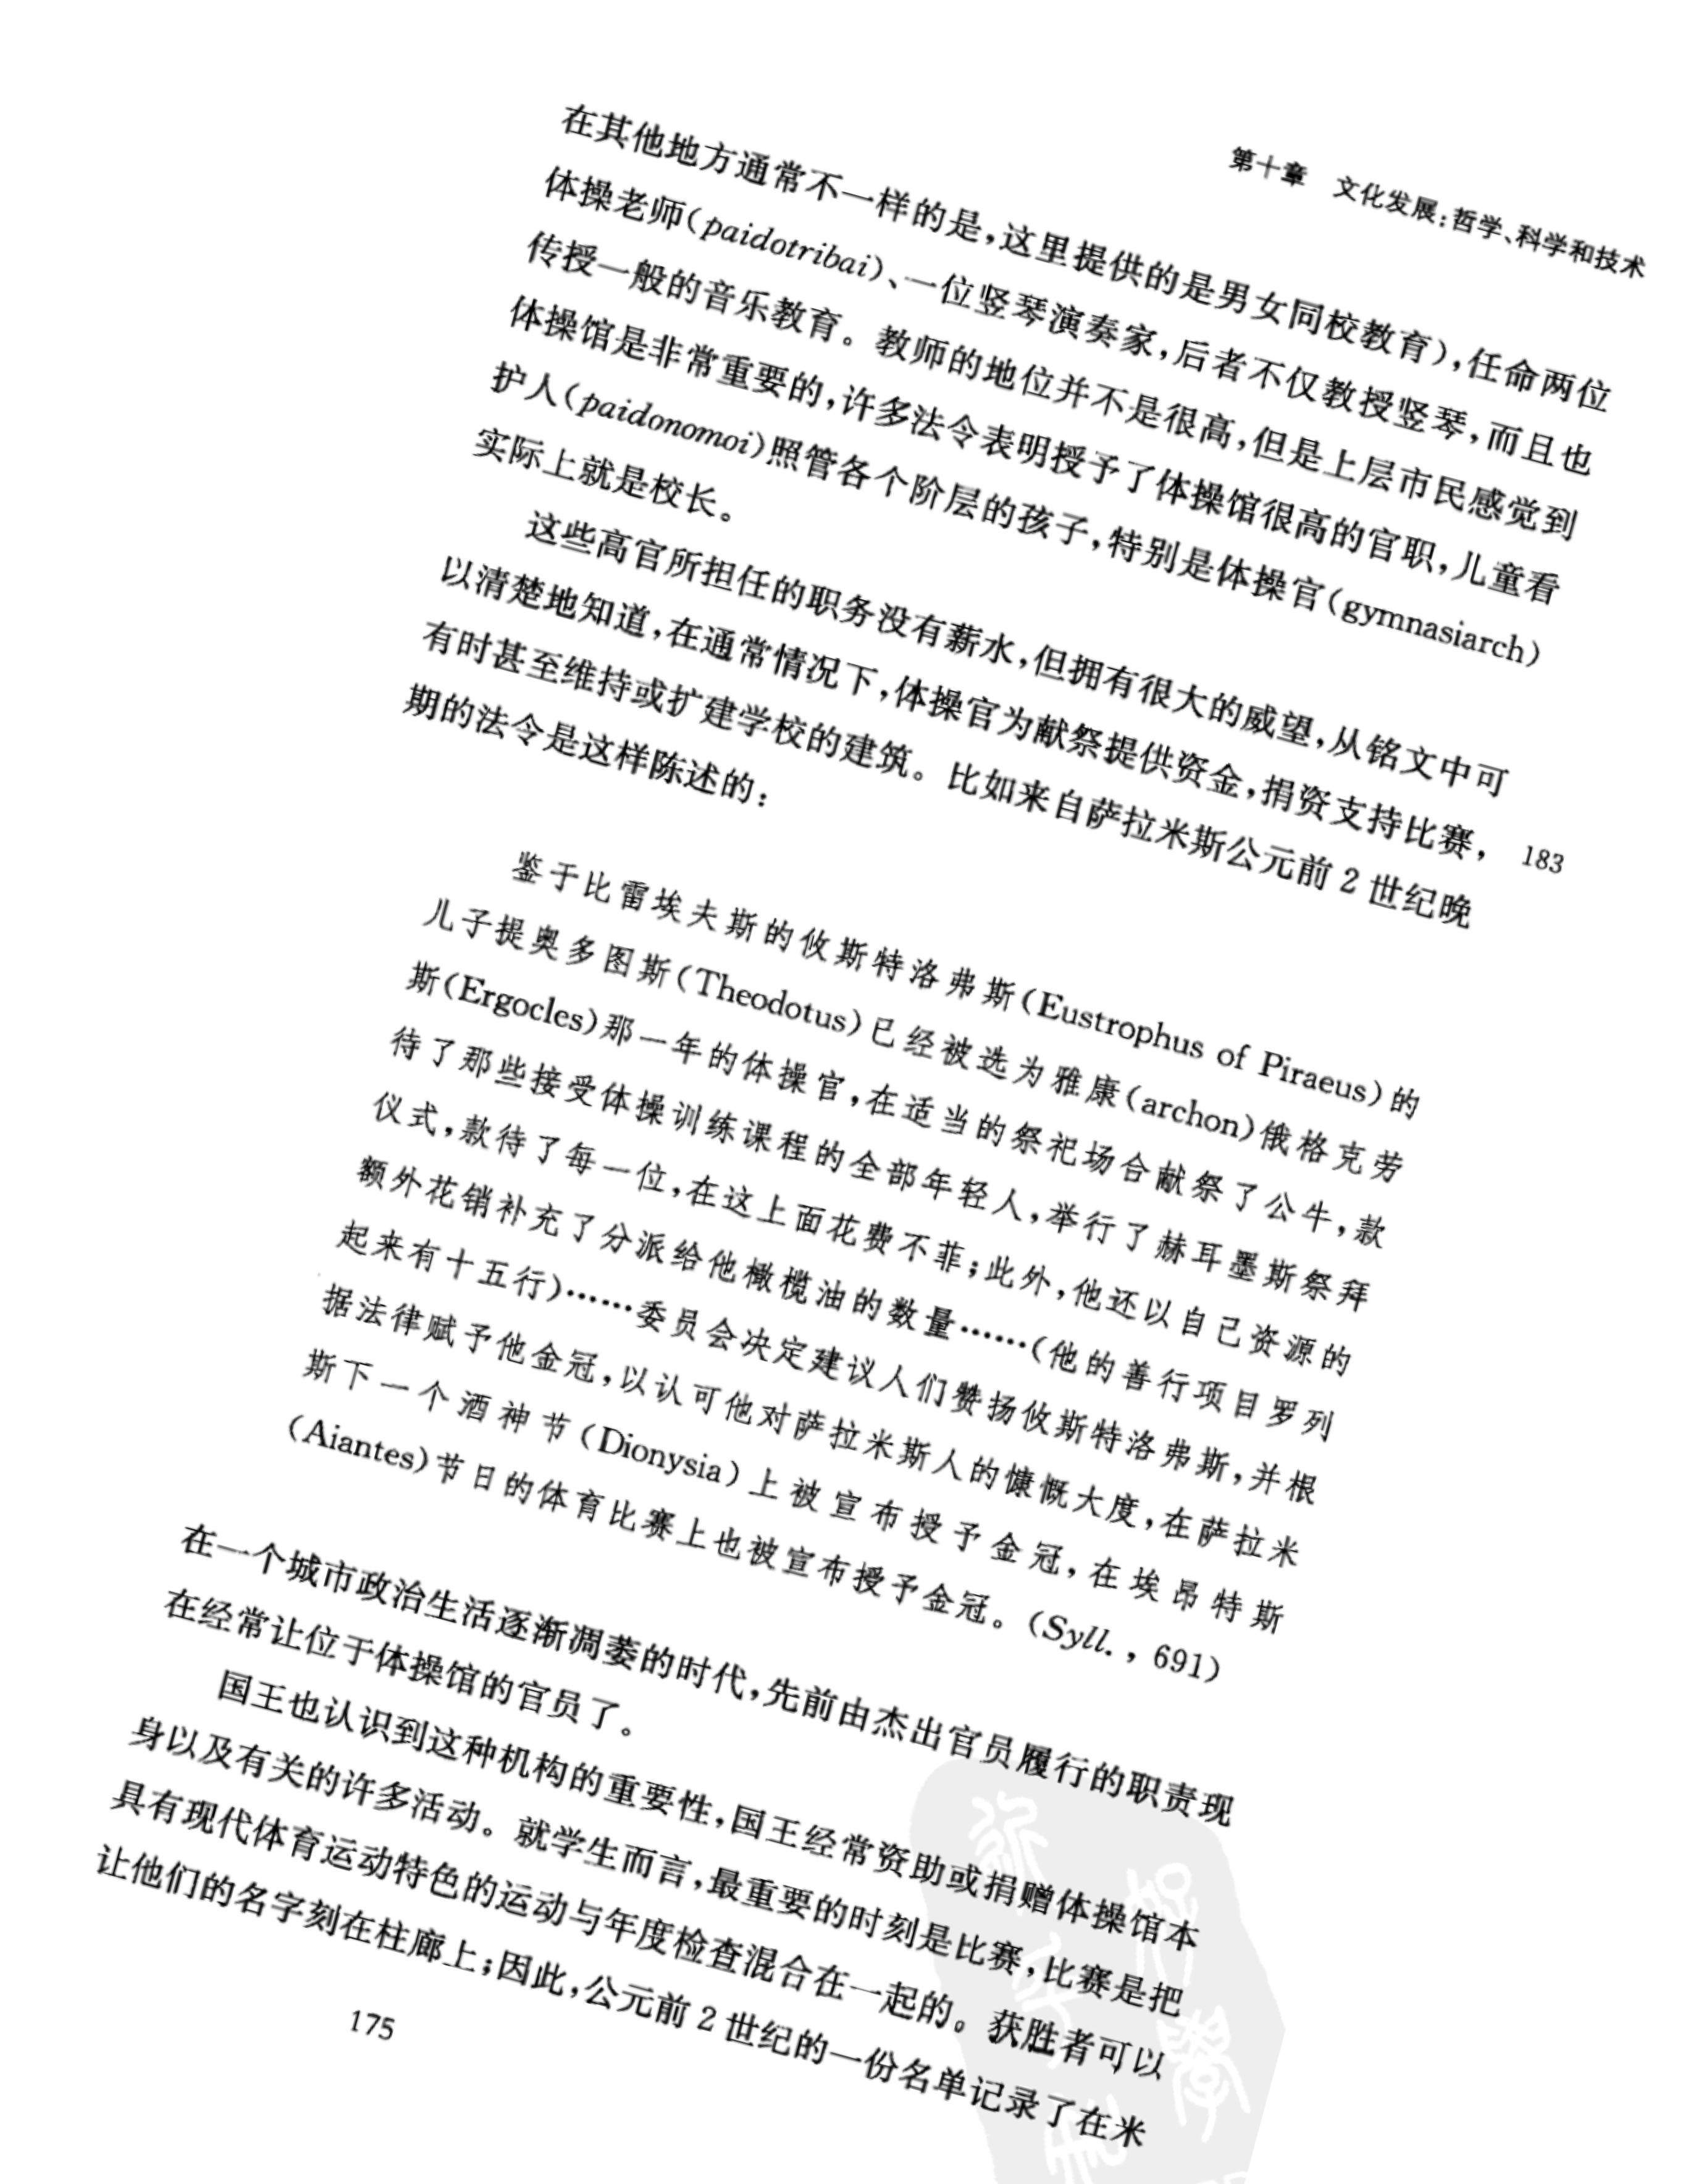 第十章　文化发展：哲学、科学和技术
在其他地方通常不一样的是，这里提供的是男女同校教育），任命两位
体操老师（paidotribai）、一位竖琴演奏家，后者不仅教授竖琴，而且也
传授一般的音乐教育。教师的地位并不是很高，但是上层市民感觉到
体操馆是非常重要的，许多法令表明授予了体操馆很高的官职，儿童看
护人（paidonomoi）照管各个阶层的孩子，特别是体操官（gymnasiarch）
实际上就是校长。
这些高官所担任的职务没有薪水，但拥有很大的威望，从铭文中可
以清楚地知道，在通常情况下，体操官为献祭提供资金，捐资支持比赛，
183
有时甚至维持或扩建学校的建筑。比如来自萨拉米斯公元前 2 世纪晚
期的法令是这样陈述的：
鉴于比雷埃夫斯的攸斯特洛弗斯（Eustrophus of Piraeus）的
儿子提奥多图斯（Theodotus）已经被选为雅康（archon）俄格克劳
斯（Ergocles）那一年的体操官，在适当的祭祀场合献祭了公牛，款
待了那些接受体操训练课程的全部年轻人，举行了赫耳墨斯祭拜
仪式，款待了每一位，在这上面花费不菲；此外，他还以自己资源的
额外花销补充了分派给他橄榄油的数量……（他的善行项目罗列
起来有十五行）……委员会决定建议人们赞扬攸斯特洛弗斯，并根
据法律赋予他金冠，以认可他对萨拉米斯人的慷慨大度，在萨拉米
斯下一个酒神节（Dionysia）上被宣布授予金冠，在埃昂特斯
（Aiantes）节日的体育比赛上也被宣布授予金冠。（Syll.，691）
在一个城市政治生活逐渐凋萎的时代，先前由杰出官员履行的职责现
在经常让位于体操馆的官员了。
国王也认识到这种机构的重要性，国王经常资助或捐赠体操馆本
身以及有关的许多活动。就学生而言，最重要的时刻是比赛，比赛是把
具有现代体育运动特色的运动与年度检查混合在一起的。获胜者可以
让他们的名字刻在柱廊上；因此，公元前 2 世纪的一份名单记录了在米
175